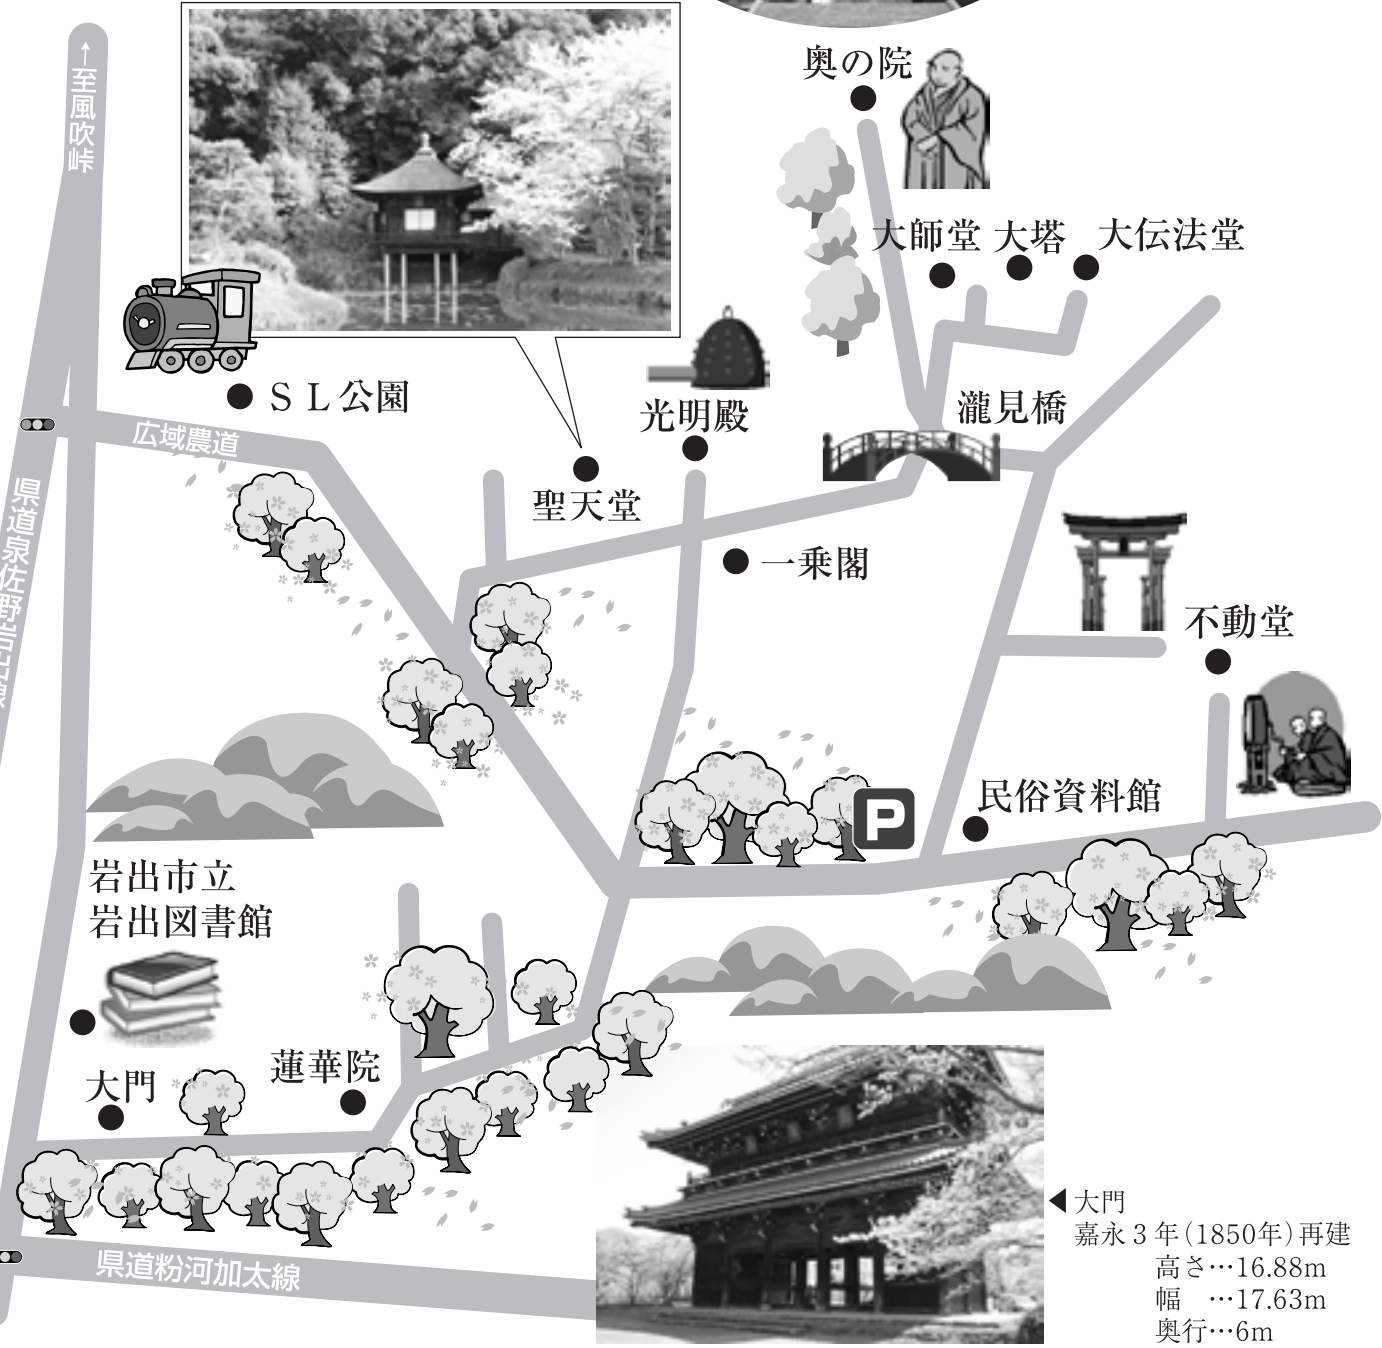 ↑至風吹峠
奥の院
大師堂
大塔
大伝法堂
ＳＬ公園
光明殿
瀧見橋
広域農道
聖天堂
県道泉佐野岩出線
一乗閣
不動堂
民俗資料館
P
岩出市立
岩出図書館
蓮華院
大門
県道粉河加太線
◀大門
嘉永３年（1850年）再建
高さ…16.88m
幅　…17.63m
奥行…6m